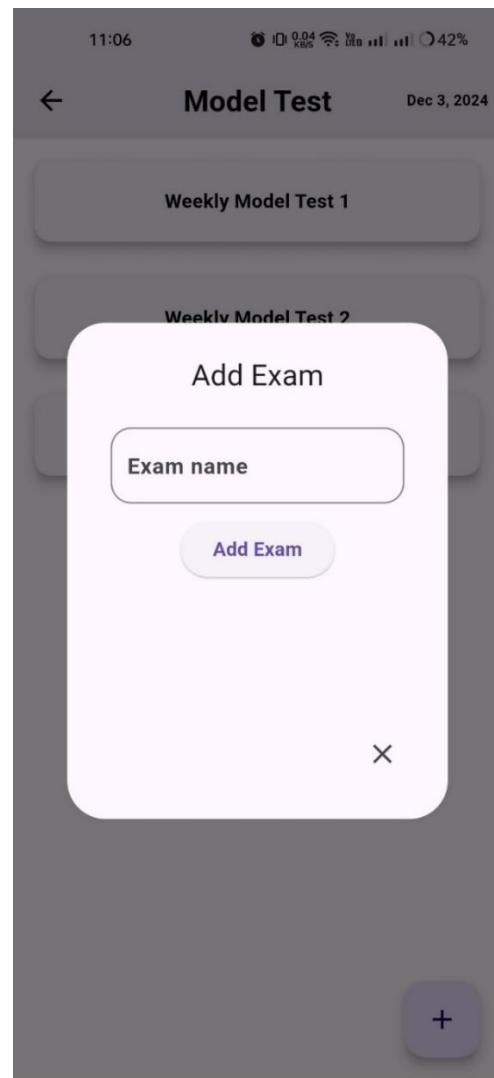 11:06 0.04 KB/S 42%
Model Test Dec 3, 2024
Weekly Model Test 1
Weekly Model Test 2
Add Exam
Exam name
Add Exam